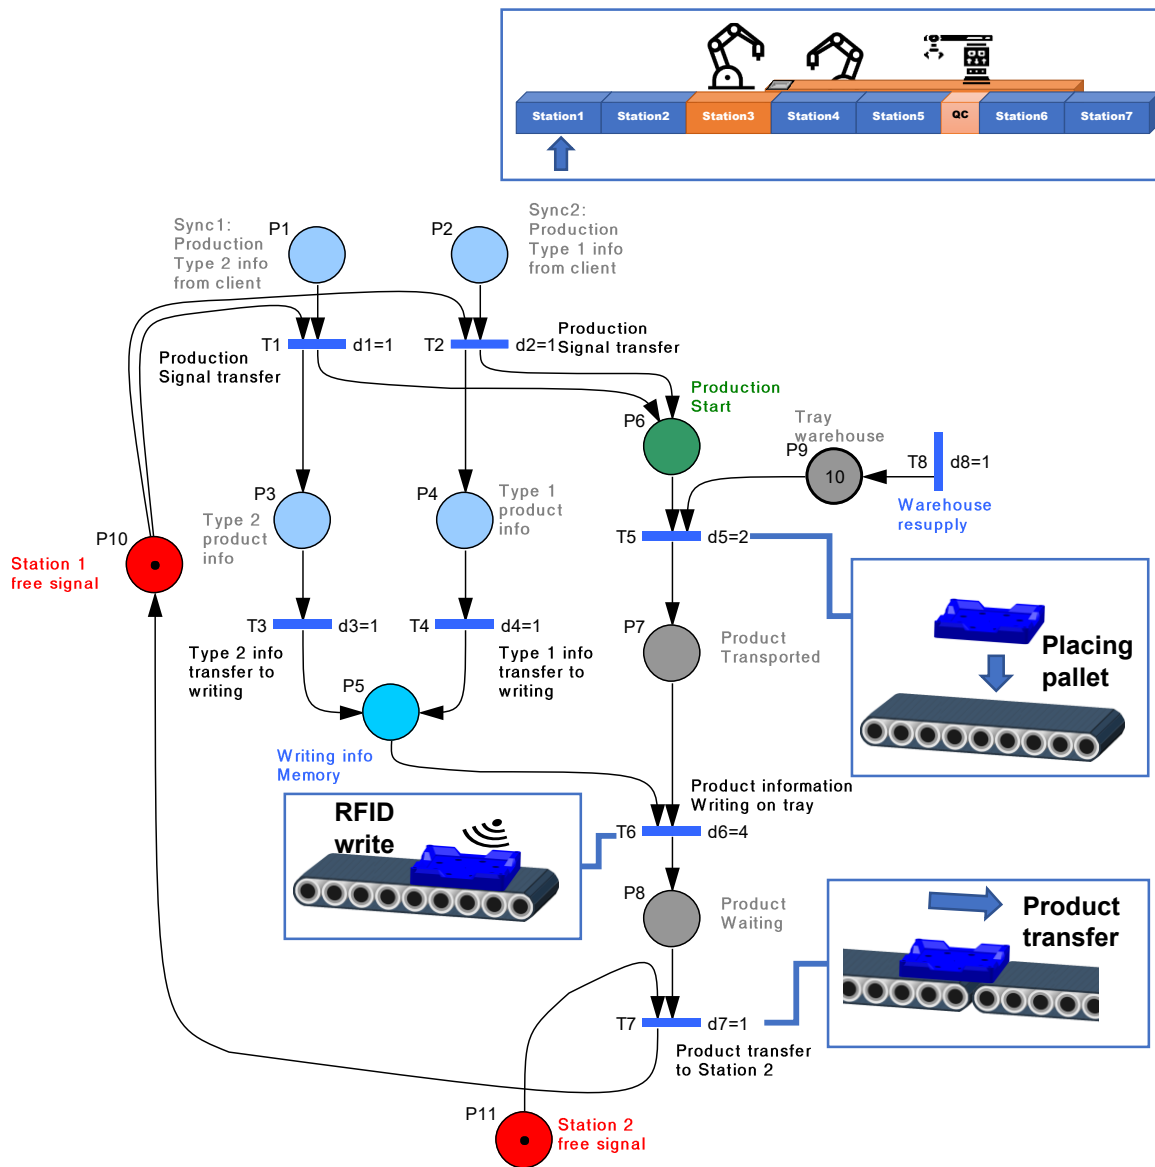 Station1
Station2
Station3
Station4
Station5
QC
Station6
Station7
Sync1:
Production
Type 2 info
from client
P1
P2
Sync2:
Production
Type 1 info
from client
T1
d1=1
T2
d2=1
Production
Signal transfer
Production
Signal transfer
Production
Start
P6
Tray
warehouse
P9
10
T8
d8=1
Warehouse
resupply
P3
Type 2
product
info
P4
Type 1
product
info
P10
Station 1
free signal
T5
d5=2
Placing
pallet
T3
d3=1
T4
d4=1
Type 2 info
transfer to
writing
Type 1 info
transfer to
writing
P7
Product
Transported
P5
Writing info
Memory
Product information
Writing on tray
T6
d6=4
RFID
write
P8
Product
Waiting
Product
transfer
T7
d7=1
Product transfer
to Station 2
P11
Station 2
free signal